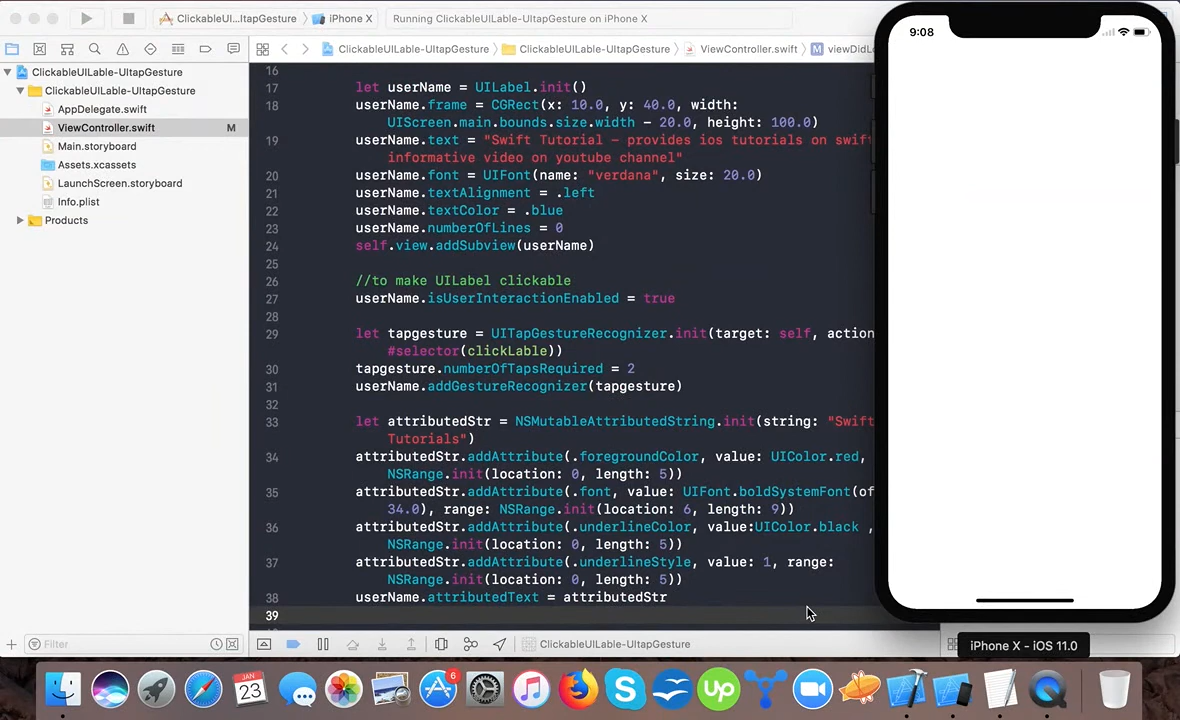 ClickableUILable-...ItapGesture
iPhone X
Running ClickableUILable-UItapGesture on iPhone X
ClickableUILable-UItapGesture
ClickableUILable-UItapGesture
ViewController.swift
M
viewDidLo
ClickableUILable-UItapGesture
ClickableUILable-UItapGesture
AppDelegate.swift
ViewController.swift
M
Main.storyboard
Assets.xcassets
LaunchScreen.storyboard
Info.plist
Products
16
17 let userName = UILabel.init()
18 userName.frame = CGRect(x: 10.0, y: 40.0, width:
UIScreen.main.bounds.size.width - 20.0, height: 100.0)
19 userName.text = "Swift Tutorial - provides ios tutorials on swift
informative video on youtube channel"
20 userName.font = UIFont(name: "verdana", size: 20.0)
21 userName.textAlignment = .left
22 userName.textColor = .blue
23 userName.numberOfLines = 0
24 self.view.addSubview(userName)
25
26 //to make UILabel clickable
27 userName.isUserInteractionEnabled = true
28
29 let tapgesture = UITapGestureRecognizer.init(target: self, action
#selector(clickLable))
30 tapgesture.numberOfTapsRequired = 2
31 userName.addGestureRecognizer(tapgesture)
32
33 let attributedStr = NSMutableAttributedString.init(string: "Swift
Tutorials")
34 attributedStr.addAttribute(.foregroundColor, value: UIColor.red,
NSRange.init(location: 0, length: 5))
35 attributedStr.addAttribute(.font, value: UIFont.boldSystemFont(of
34.0), range: NSRange.init(location: 6, length: 9))
36 attributedStr.addAttribute(.underlineColor, value:UIColor.black ,
NSRange.init(location: 0, length: 5))
37 attributedStr.addAttribute(.underlineStyle, value: 1, range:
NSRange.init(location: 0, length: 5))
38 userName.attributedText = attributedStr
39
9:08
Filter
ClickableUILable-UItapGesture
iPhone X - iOS 11.0
JAN
23
6
S
Up